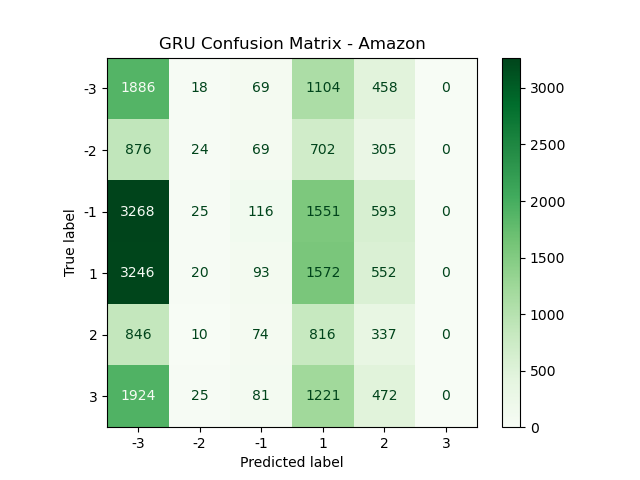 GRU Confusion Matrix - Amazon
-3 1886 18 69 1104 458 0
-2 876 24 69 702 305 0
-1 3268 25 116 1551 593 0
1 3246 20 93 1572 552 0
2 846 10 74 816 337 0
3 1924 25 81 1221 472 0
-3 -2 -1 1 2 3
Predicted label
True label
3000
2500
2000
1500
1000
500
0